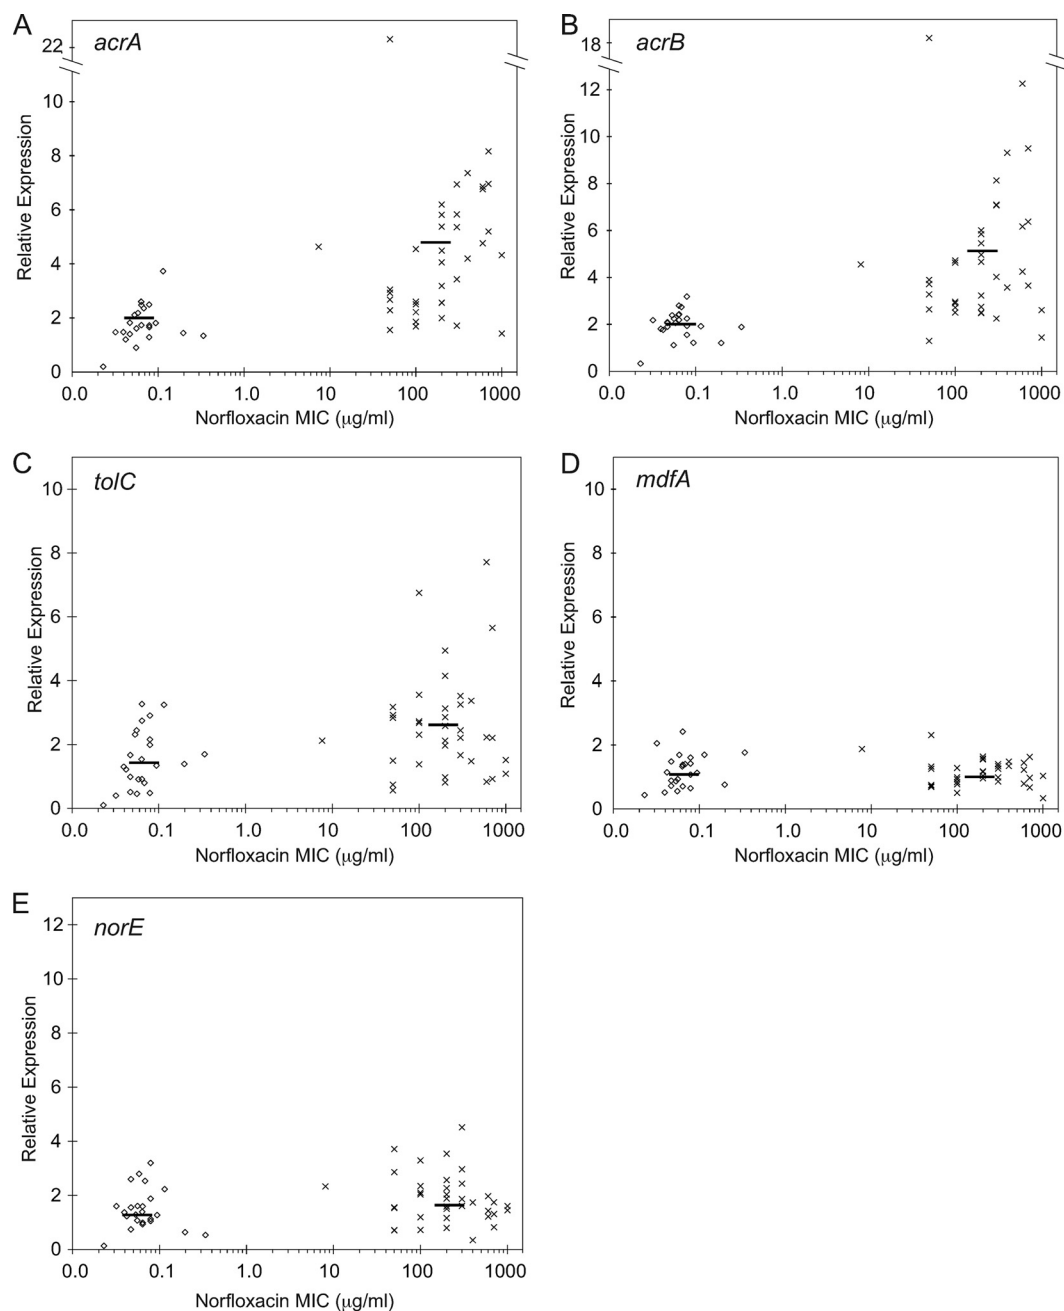 A
acrA
22
10
8
6
4
2
0
Relative Expression
0.0 0.1 1.0 10 100 1000
Norfloxacin MIC (μg/ml)
B
acrB
18
12
10
8
6
4
2
0
Relative Expression
0.0 0.1 1.0 10 100 1000
Norfloxacin MIC (μg/ml)
C
tolC
10
8
6
4
2
0
Relative Expression
0.0 0.1 1.0 10 100 1000
Norfloxacin MIC (μg/ml)
D
mdfA
10
8
6
4
2
0
Relative Expression
0.0 0.1 1.0 10 100 1000
Norfloxacin MIC (μg/ml)
E
norE
12
10
8
6
4
2
0
Relative Expression
0.0 0.1 1.0 10 100 1000
Norfloxacin MIC (μg/ml)